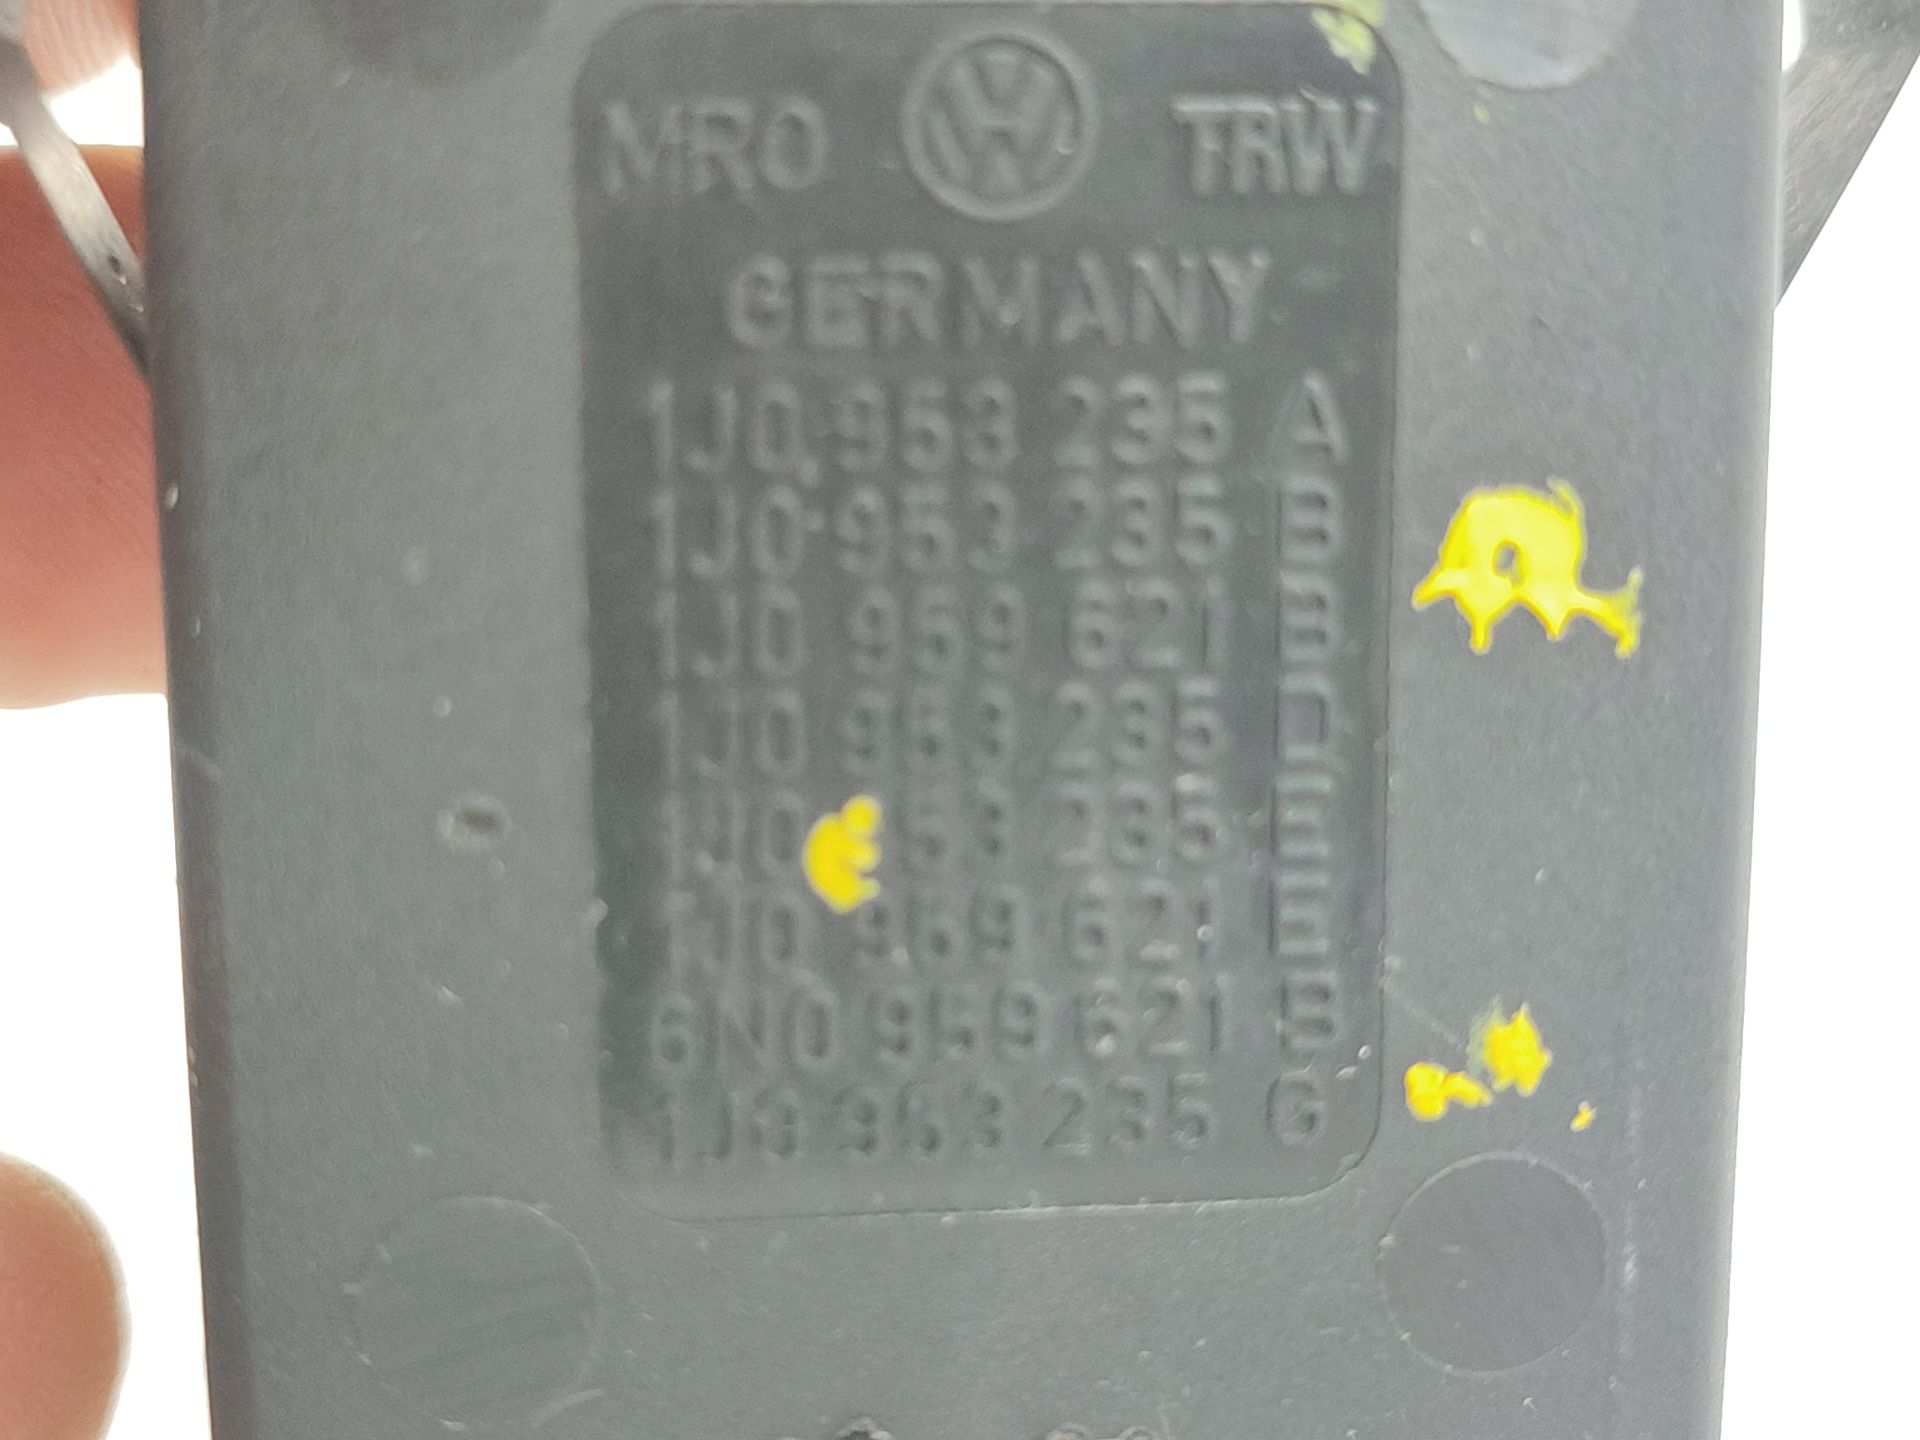 MRO VW TRW
GERMANY
1J0 953 235 A
1J0 953 235 B
1J0 959 621 B
1J0 953 235 D
1J0 953 235 E
1J0 959 621 E
6N0 959 621 B
1J0 953 235 G